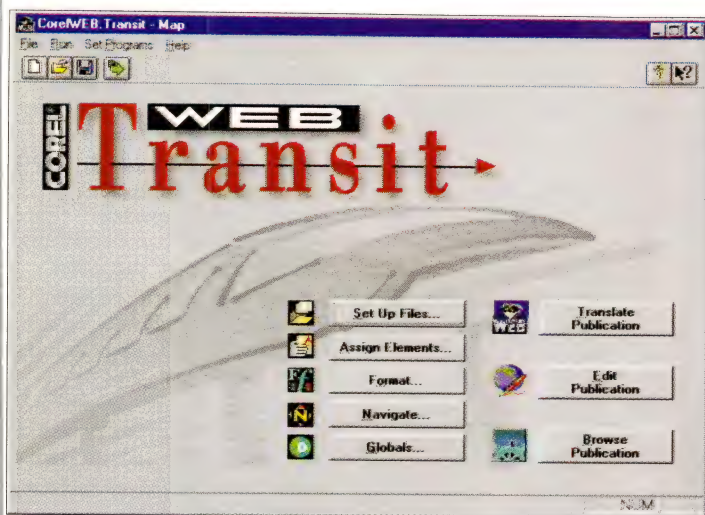 CorelWEB.Transit - Map
File Run Set Programs Help
COREL
WEB
Transit
Set Up Files...
Translate
Publication
Assign Elements...
Format...
Edit
Publication
Navigate...
Globals...
Browse
Publication
NUM